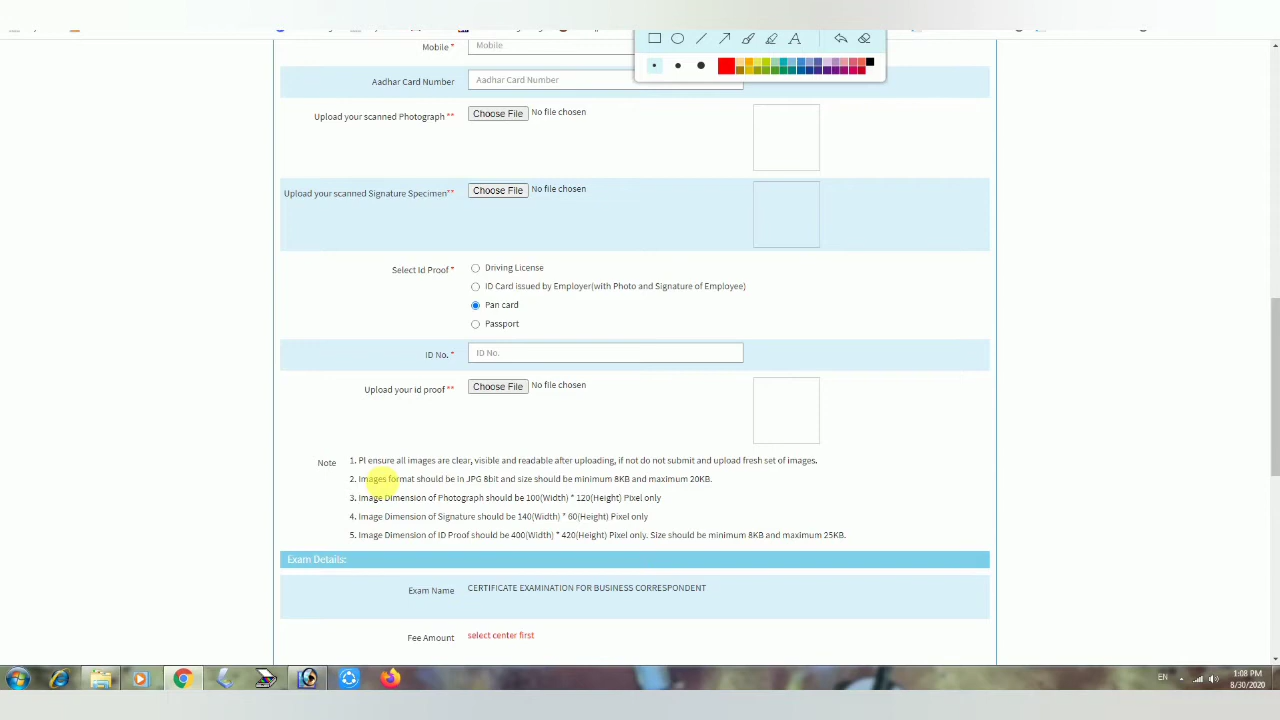 Mobile *
Mobile
A
Aadhar Card Number
Aadhar Card Number
Upload your scanned Photograph **
Choose File No file chosen
Upload your scanned Signature Specimen**
Choose File No file chosen
Select Id Proof *
Driving License
ID Card issued by Employer(with Photo and Signature of Employee)
Pan card
Passport
ID No. *
ID No.
Upload your id proof **
Choose File No file chosen
Note
1. Pl ensure all images are clear, visible and readable after uploading, if not do not submit and upload fresh set of images.
2. Images format should be in JPG 8bit and size should be minimum 8KB and maximum 20KB.
3. Image Dimension of Photograph should be 100(Width) * 120(Height) Pixel only
4. Image Dimension of Signature should be 140(Width) * 60(Height) Pixel only
5. Image Dimension of ID Proof should be 400(Width) * 420(Height) Pixel only. Size should be minimum 8KB and maximum 25KB.
Exam Details:
Exam Name
CERTIFICATE EXAMINATION FOR BUSINESS CORRESPONDENT
Fee Amount
select center first
EN
1:08 PM
8/30/2020